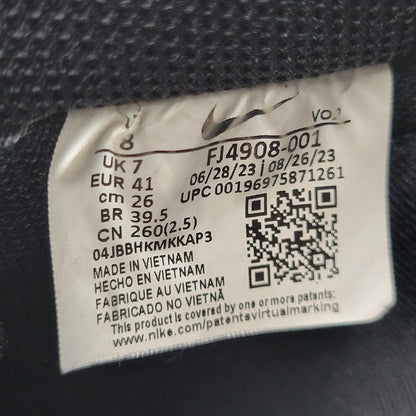 8 VO2
UK 7 FJ4908-001
EUR 41 06/28/23 | 08/26/23
cm 26 UPC 00196975871261
BR 39.5
CN 260(2.5)
04JBBHKMKKAP3
MADE IN VIETNAM
HECHO EN VIETNAM
FABRIQUE AU VIETNAM
FABRICADO NO VIETNÃ
This product is covered by one or more patents:
www.nike.com/patentsvirtualmarking